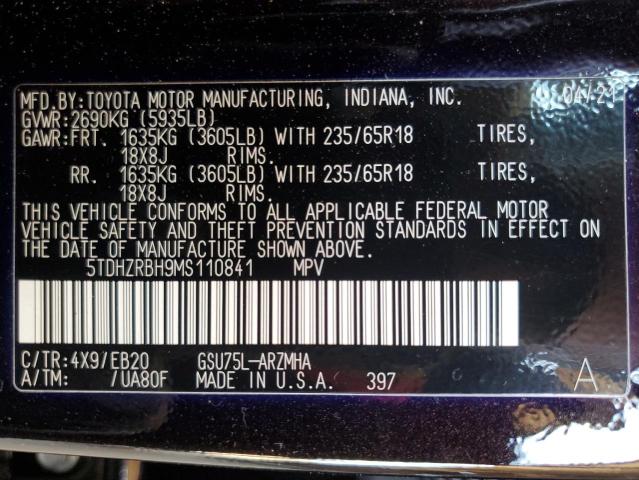 MFD. BY: TOYOTA MOTOR MANUFACTURING, INDIANA, INC. 04/21
GVWR: 2690KG (5935LB)
GAWR: FRT. 1635KG (3605LB) WITH 235/65R18 TIRES,
18X8J RIMS.
RR. 1635KG (3605LB) WITH 235/65R18 TIRES,
18X8J RIMS.
THIS VEHICLE CONFORMS TO ALL APPLICABLE FEDERAL MOTOR
VEHICLE SAFETY AND THEFT PREVENTION STANDARDS IN EFFECT ON
THE DATE OF MANUFACTURE SHOWN ABOVE.
5TDHZRBH9MS110841 MPV
C/TR: 4X9/EB20 GSU75L-ARZMHA
A/TM: /UA80F MADE IN U.S.A. 397 A